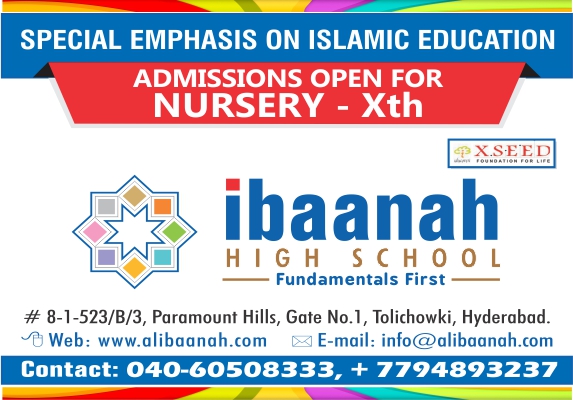 SPECIAL EMPHASIS ON ISLAMIC EDUCATION
ADMISSIONS OPEN FOR
NURSERY - Xth
XSEED
FOUNDATION FOR LIFE
ibaanah
HIGH SCHOOL
Fundamentals First
# 8-1-523/B/3, Paramount Hills, Gate No.1, Tolichowki, Hyderabad.
Web: www.alibaanah.com E-mail: info@alibaanah.com
Contact: 040-60508333, + 7794893237